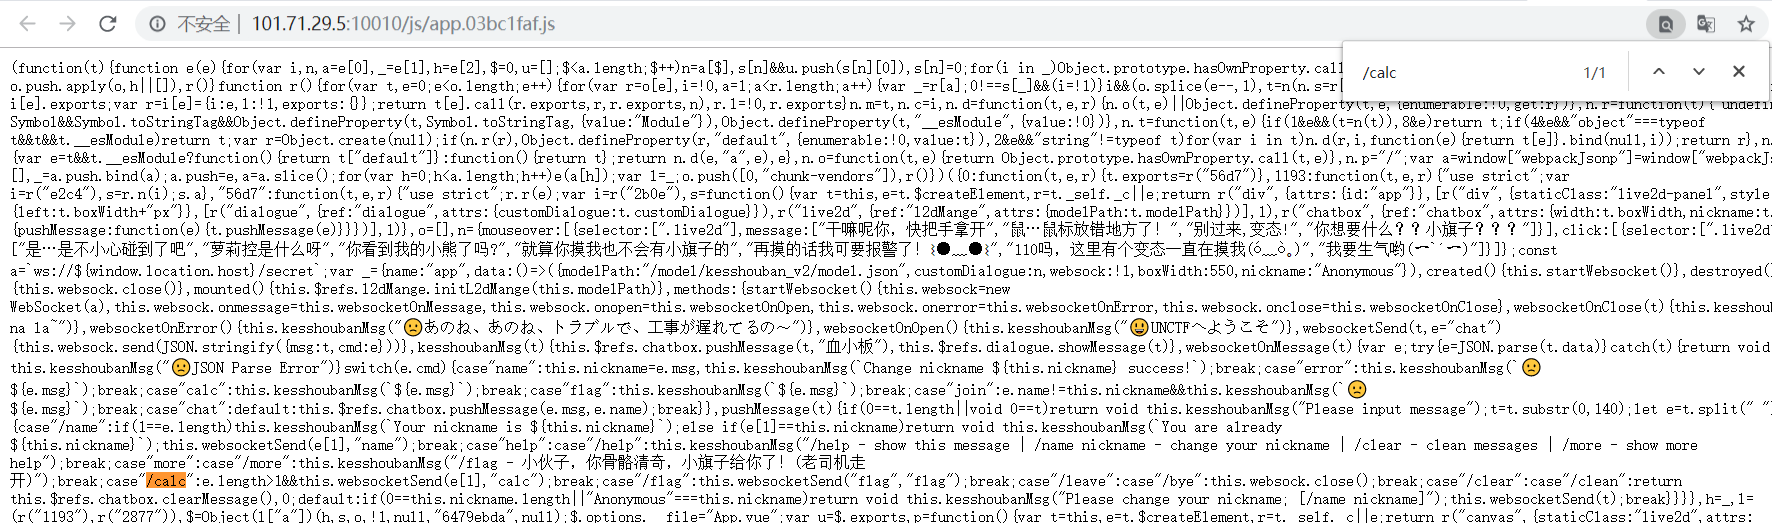 不安全 | 101.71.29.5:10010/js/app.03bc1faf.js
/calc 1/1
(function(t){function e(e){for(var i,n,a=e[0],_=e[1],h=e[2],$=0,u=[];$<a.length;$++)n=a[$],s[n]&&u.push(s[n][0]),s[n]=0;for(i in _)Object.prototype.hasOwnProperty.call
o.push.apply(o,h||[]),r()}function r(){for(var t,e=0;e<o.length;e++){for(var r=o[e],i=!0,a=1;a<r.length;a++){var _=r[a];0!==s[_]&&(i=!1)}i&&(o.splice(e--,1),t=n(n.s=r[
i[e].exports;var r=i[e]={i:e,l:!1,exports:{}};return t[e].call(r.exports,r,r.exports,n),r.l=!0,r.exports}n.m=t,n.c=i,n.d=function(t,e,r){n.o(t,e)||Object.defineProperty(t,e,{enumerable:!0,get:r})},n.r=function(t){"undefin
Symbol&&Symbol.toStringTag&&Object.defineProperty(t,Symbol.toStringTag,{value:"Module"}),Object.defineProperty(t,"__esModule",{value:!0})},n.t=function(t,e){if(1&e&&(t=n(t)),8&e)return t;if(4&e&&"object"===typeof
t&&t&&t.__esModule)return t;var r=Object.create(null);if(n.r(r),Object.defineProperty(r,"default",{enumerable:!0,value:t}),2&e&&"string"!=typeof t)for(var i in t)n.d(r,i,function(e){return t[e]}.bind(null,i));return r},n
{var e=t&&t.__esModule?function(){return t["default"]}:function(){return t};return n.d(e,"a",e),e},n.o=function(t,e){return Object.prototype.hasOwnProperty.call(t,e)},n.p="/";var a=window["webpackJsonp"]=window["webpackJs
[],_=a.push.bind(a);a.push=e,a=a.slice();for(var h=0;h<a.length;h++)e(a[h]);var l=_;o.push([0,"chunk-vendors"]),r()})({0:function(t,e,r){t.exports=r("56d7")},1193:function(t,e,r){"use strict";var
i=r("e2c4"),s=r.n(i);s.a},"56d7":function(t,e,r){"use strict";r.r(e);var i=r("2b0e"),s=function(){var t=this,e=t.$createElement,r=t._self._c||e;return r("div",{attrs:{id:"app"}},[r("div",{staticClass:"live2d-panel",style
{left:t.boxWidth+"px"}},[r("dialogue",{ref:"dialogue",attrs:{customDialogue:t.customDialogue}}),r("live2d",{ref:"l2dMange",attrs:{modelPath:t.modelPath}})],1),r("chatbox",{ref:"chatbox",attrs:{width:t.boxWidth,nickname:t.
{pushMessage:function(e){t.pushMessage(e)}}})],1)},o=[],n={mouseover:[{selector:[".live2d"],message:["干嘛呢你，快把手拿开","鼠…鼠标放错地方了！","别过来,变态!","你想要什么？？小旗子？？？"]}],click:[{selector:[".live2d
["是…是不小心碰到了吧","萝莉控是什么呀","你看到我的小熊了吗?","就算你摸我也不会有小旗子的","再摸的话我可要报警了！⌇●﹏●⌇","110吗，这里有个变态一直在摸我(ó﹏ò｡)","我要生气哟(︶︿︶)"]}]};const
a=`ws://${window.location.host}/secret`;var _={name:"app",data:()=>({modelPath:"/model/kesshouban_v2/model.json",customDialogue:n,websock:!1,boxWidth:550,nickname:"Anonymous"}),created(){this.startWebsocket()},destroyed(
{this.websock.close()},mounted(){this.$refs.l2dMange.initL2dMange(this.modelPath)},methods:{startWebsocket(){this.websock=new
WebSocket(a),this.websock.onmessage=this.websocketOnMessage,this.websock.onopen=this.websocketOnOpen,this.websock.onerror=this.websocketOnError,this.websock.onclose=this.websocketOnClose},websocketOnClose(t){this.kesshou
na la~")},websocketOnError(){this.kesshoubanMsg("🙁あのね、あのね、トラブルで、工事が遅れてるの～")},websocketOnOpen(){this.kesshoubanMsg("😃UNCTFへようこそ")},websocketSend(t,e="chat")
{this.websock.send(JSON.stringify({msg:t,cmd:e}))},kesshoubanMsg(t){this.$refs.chatbox.pushMessage(t,"血小板"),this.$refs.dialogue.showMessage(t)},websocketOnMessage(t){var e;try{e=JSON.parse(t.data)}catch(t){return void
this.kesshoubanMsg("🙁JSON Parse Error")}switch(e.cmd){case"name":this.nickname=e.msg,this.kesshoubanMsg(`Change nickname ${this.nickname} success!`);break;case"error":this.kesshoubanMsg(`🙁
${e.msg}`);break;case"calc":this.kesshoubanMsg(`${e.msg}`);break;case"flag":this.kesshoubanMsg(`${e.msg}`);break;case"join":e.name!=this.nickname&&this.kesshoubanMsg(`🙁
${e.msg}`);break;case"chat":default:this.$refs.chatbox.pushMessage(e.msg,e.name);break}},pushMessage(t){if(0==t.length||void 0==t)return void this.kesshoubanMsg("Please input message");t=t.substr(0,140);let e=t.split(" "
{case"/name":if(1==e.length)this.kesshoubanMsg(`Your nickname is ${this.nickname}`);else if(e[1]==this.nickname)return void this.kesshoubanMsg(`You are already
${this.nickname}`);this.websocketSend(e[1],"name");break;case"help":case"/help":this.kesshoubanMsg("/help - show this message | /name nickname - change your nickname | /clear - clean messages | /more - show more
help");break;case"more":case"/more":this.kesshoubanMsg("/flag - 小伙子，你骨骼清奇，小旗子给你了！(老司机走
开)");break;case"/calc":e.length>1&&this.websocketSend(e[1],"calc");break;case"/flag":this.websocketSend("flag","flag");break;case"/leave":case"/bye":this.websock.close();break;case"/clear":case"/clean":return
this.$refs.chatbox.clearMessage(),0;default:if(0==this.nickname.length||"Anonymous"===this.nickname)return void this.kesshoubanMsg("Please change your nickname; [/name nickname]");this.websocketSend(t);break}}}},h=_,l=
(r("1193"),r("2877")),$=Object(l["a"])(h,s,o,!1,null,"6479ebda",null);$.options.__file="App.vue";var u=$.exports,p=function(){var t=this,e=t.$createElement,r=t._self._c||e;return r("canvas",{staticClass:"live2d",attrs: